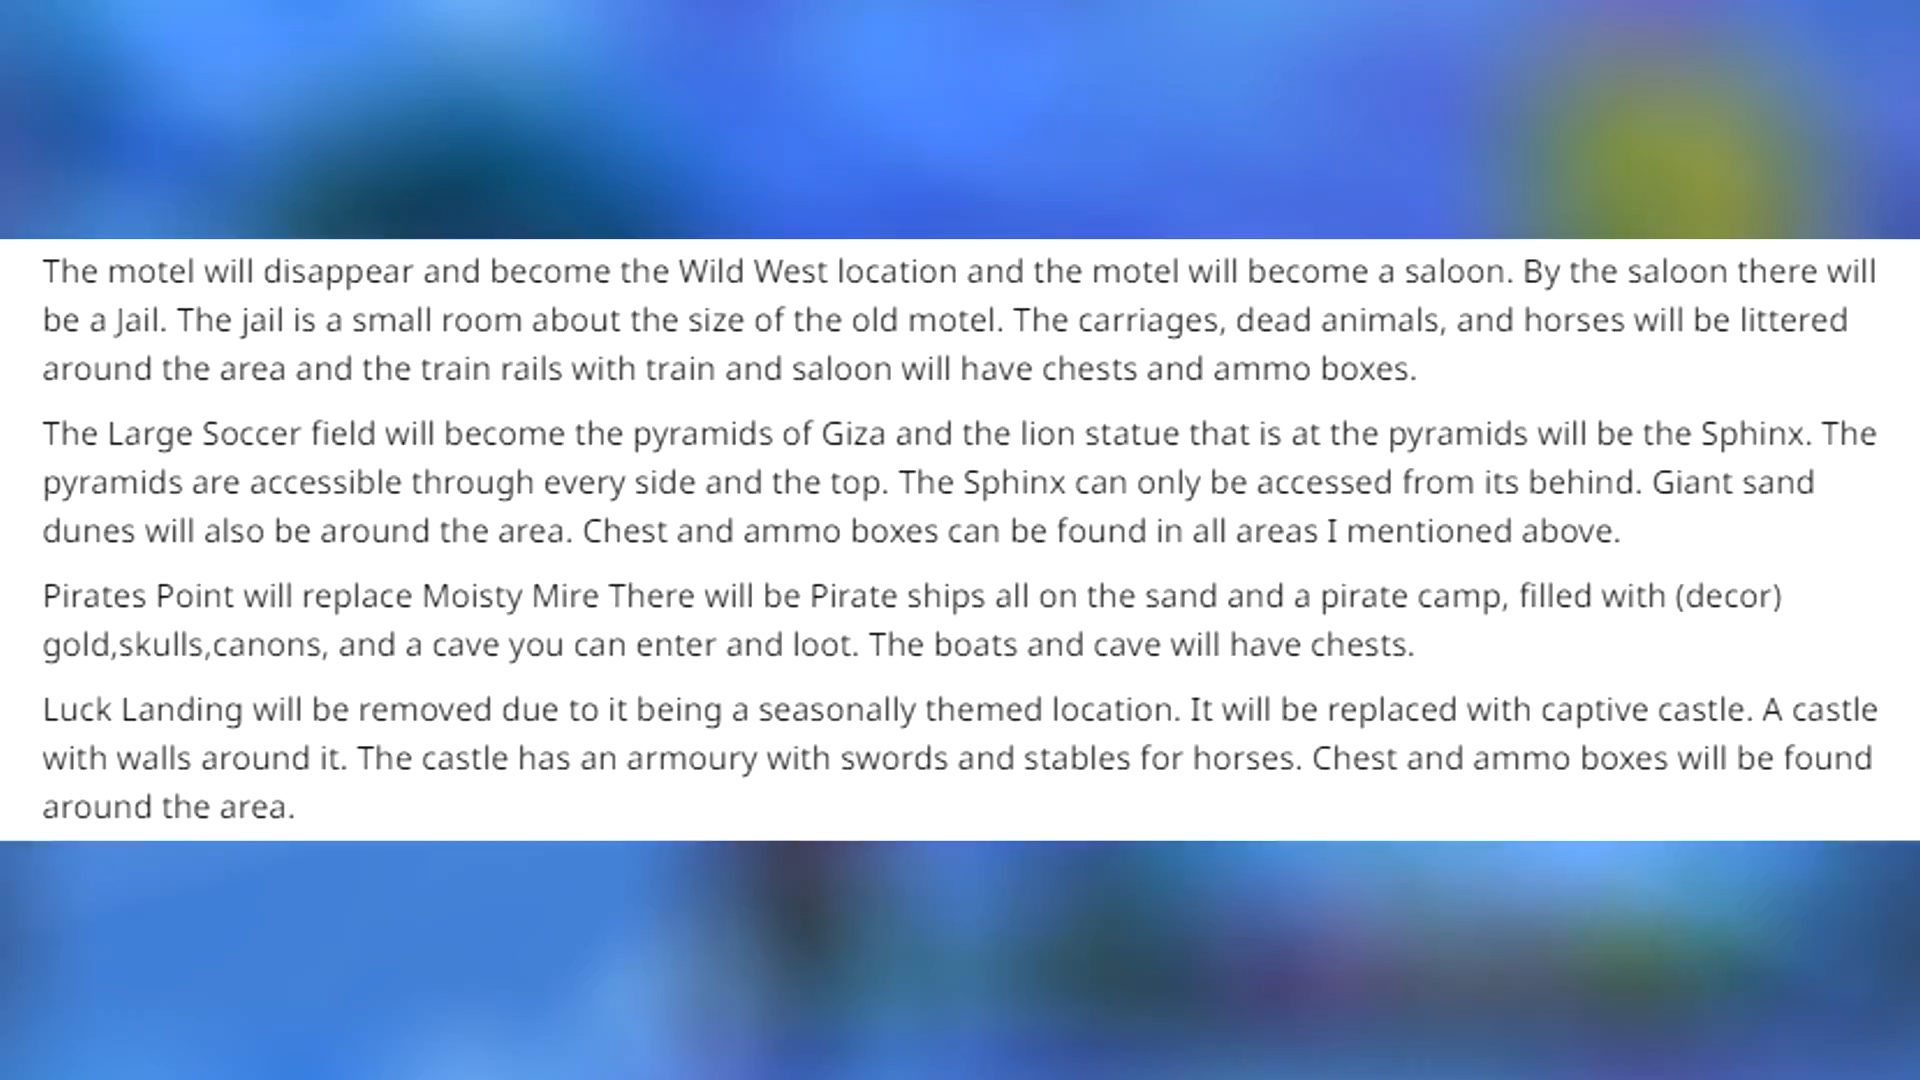 The motel will disappear and become the Wild West location and the motel will become a saloon. By the saloon there will
be a Jail. The jail is a small room about the size of the old motel. The carriages, dead animals, and horses will be littered
around the area and the train rails with train and saloon will have chests and ammo boxes.
The Large Soccer field will become the pyramids of Giza and the lion statue that is at the pyramids will be the Sphinx. The
pyramids are accessible through every side and the top. The Sphinx can only be accessed from its behind. Giant sand
dunes will also be around the area. Chest and ammo boxes can be found in all areas I mentioned above.
Pirates Point will replace Moisty Mire There will be Pirate ships all on the sand and a pirate camp, filled with (decor)
gold,skulls,canons, and a cave you can enter and loot. The boats and cave will have chests.
Luck Landing will be removed due to it being a seasonally themed location. It will be replaced with captive castle. A castle
with walls around it. The castle has an armoury with swords and stables for horses. Chest and ammo boxes will be found
around the area.